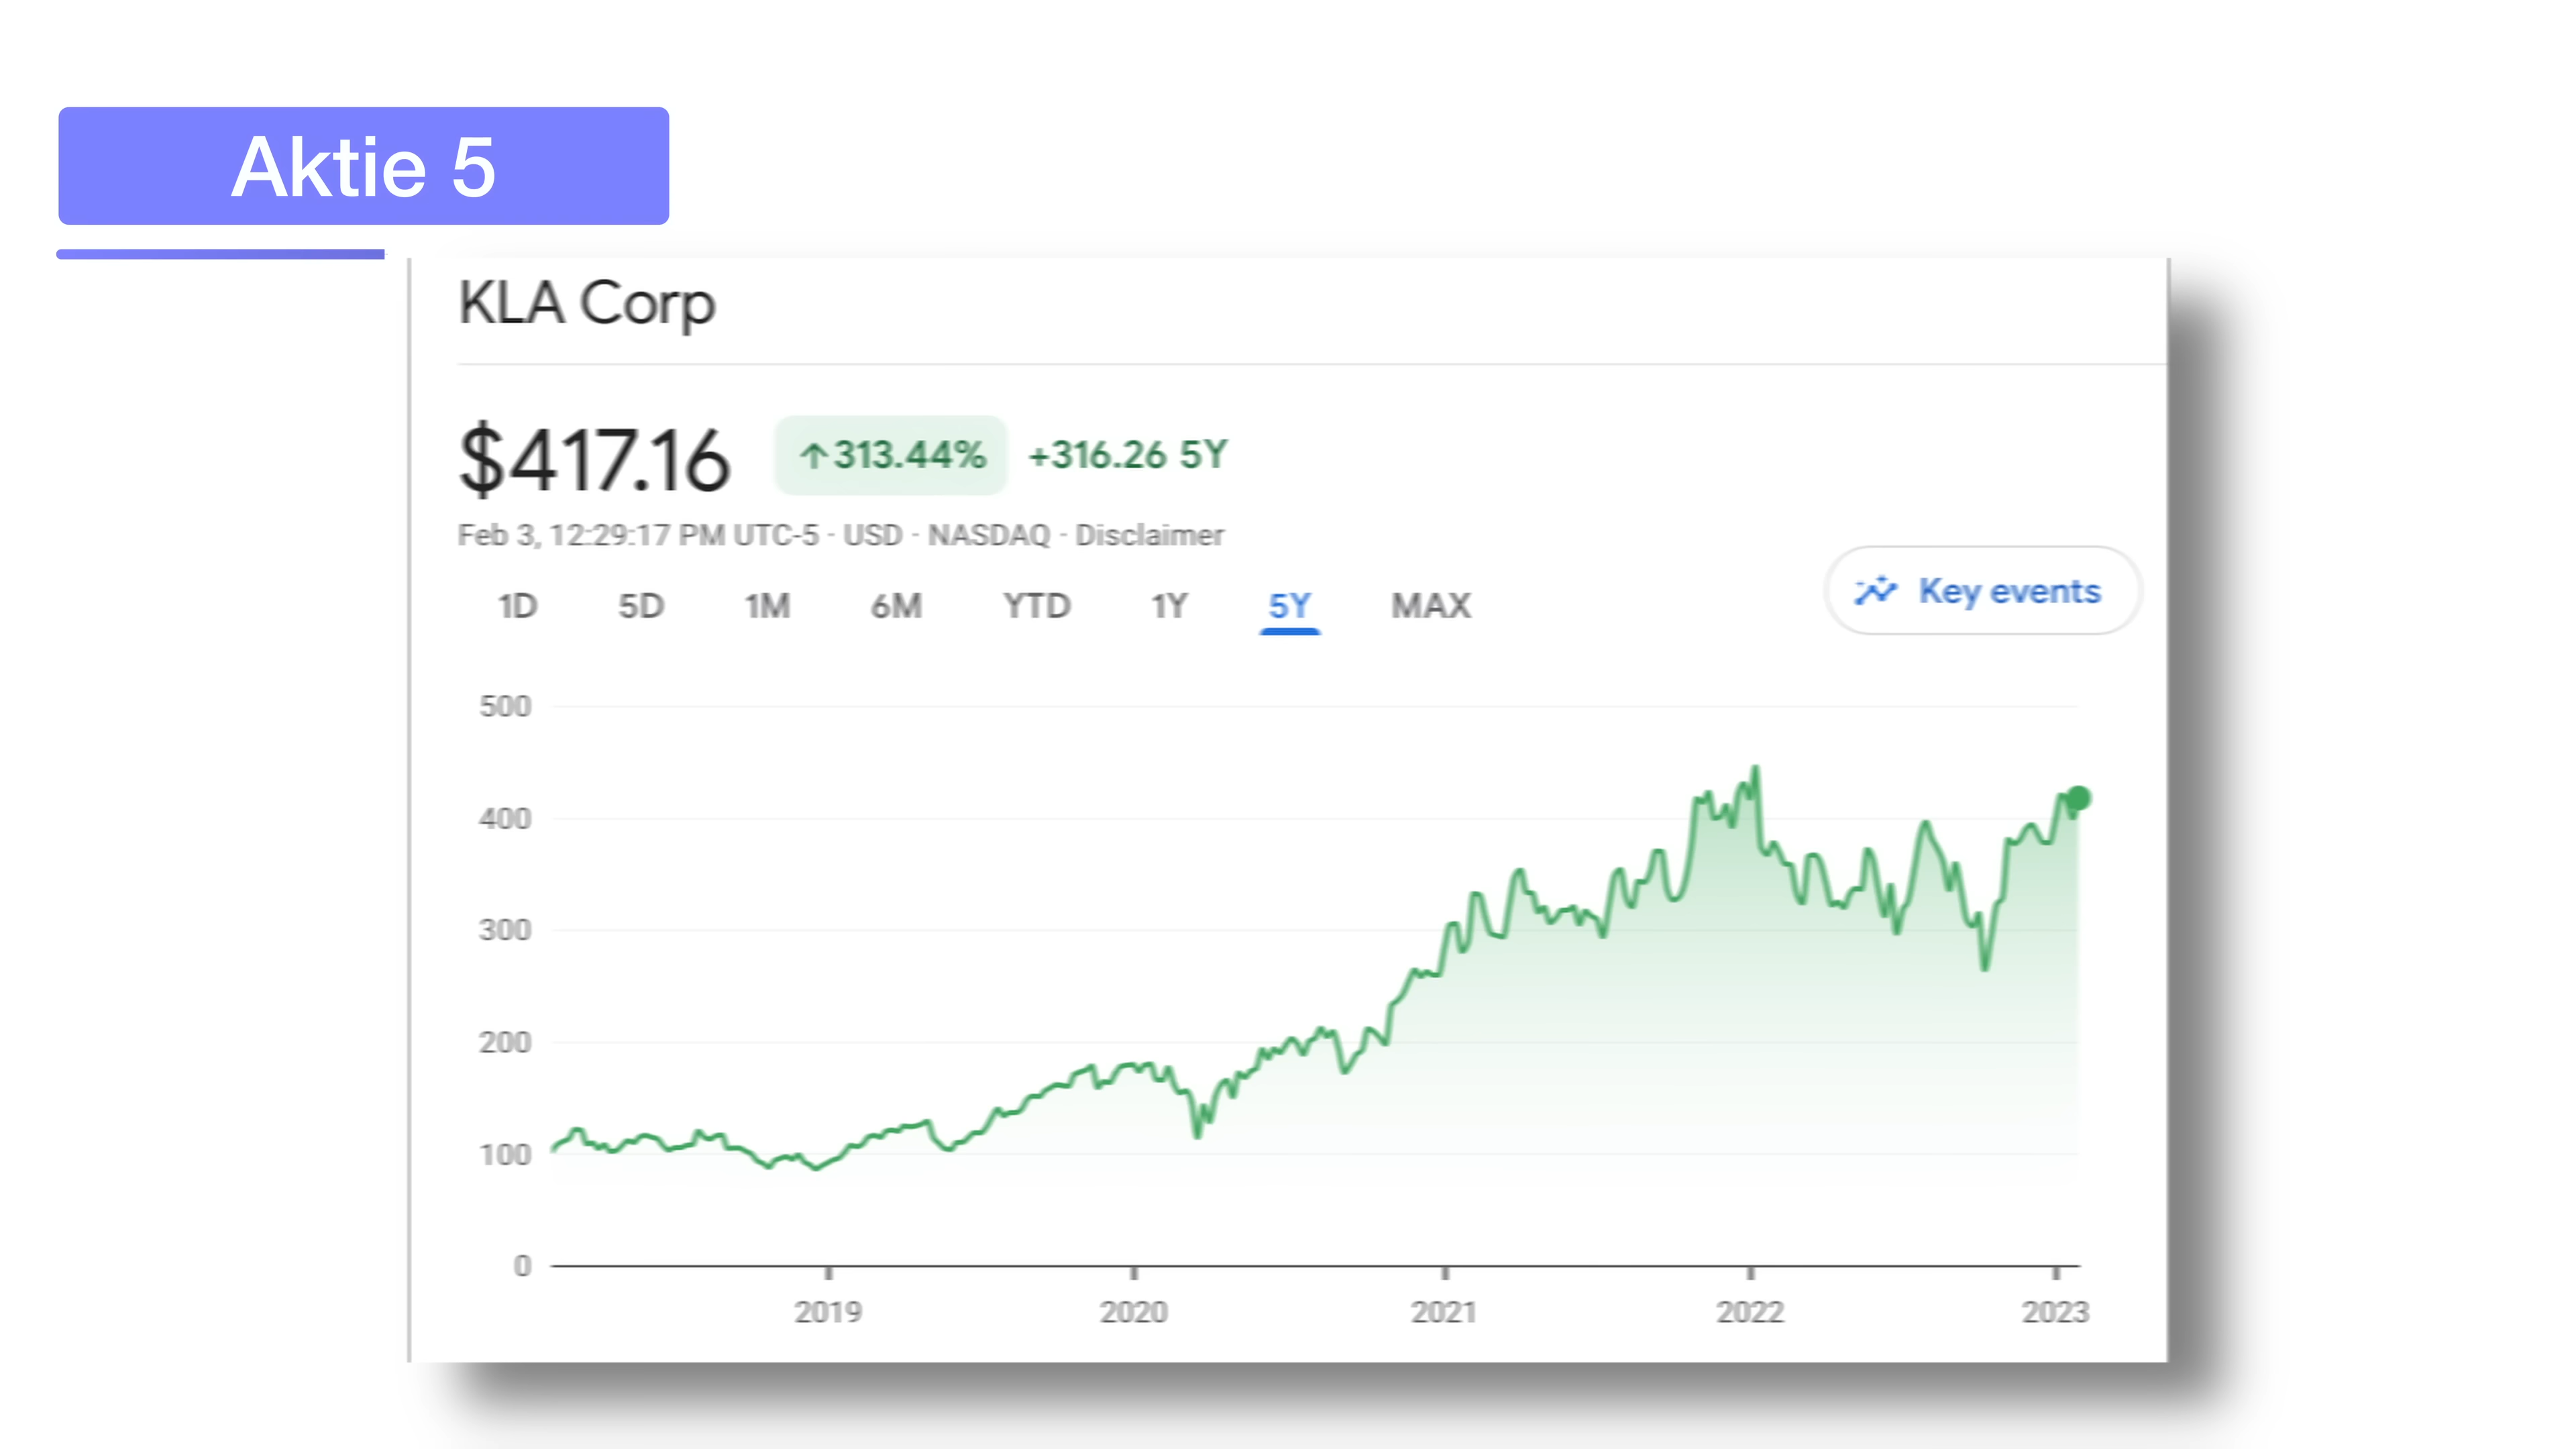 Aktie 5
KLA Corp
$417.16 ↑313.44% +316.26 5Y
Feb 3, 12:29:17 PM UTC-5 · USD · NASDAQ · Disclaimer
1D 5D 1M 6M YTD 1Y 5Y MAX
Key events
500
400
300
200
100
0
2019 2020 2021 2022 2023